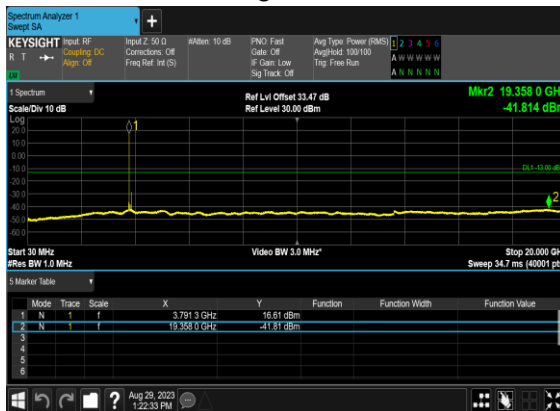 Spectrum Analyzer 1
Swept SA
KEYSIGHT
R T
LXI
Input: RF
Coupling: DC
Align: Off
Input Z: 50 Ω
Corrections: Off
Freq Ref: Int (S)
#Atten: 10 dB
PNO: Fast
Gate: Off
IF Gain: Low
Sig Track: Off
Avg Type: Power (RMS)
Avg|Hold: 100/100
Trig: Free Run
1 2 3 4 5 6
A W W W W W
A N N N N N
1 Spectrum
Scale/Div 10 dB
Ref Lvl Offset 33.47 dB
Ref Level 30.00 dBm
Mkr2 19.358 0 GH
-41.814 dBr
Log
20.0
10.0
0.00
-10.0
-20.0
-30.0
-40.0
-50.0
-60.0
1
DL1 -13.00 dB
2
Start 30 MHz
#Res BW 1.0 MHz
Video BW 3.0 MHz*
Stop 20.000 GH
Sweep 34.7 ms (40001 pt
5 Marker Table
Mode Trace Scale X Y Function Function Width Function Value
1 N 1 f 3.791 3 GHz 16.61 dBm
2 N 1 f 19.358 0 GHz -41.81 dBm
3
4
5
6
?
Aug 29, 2023
1:22:33 PM